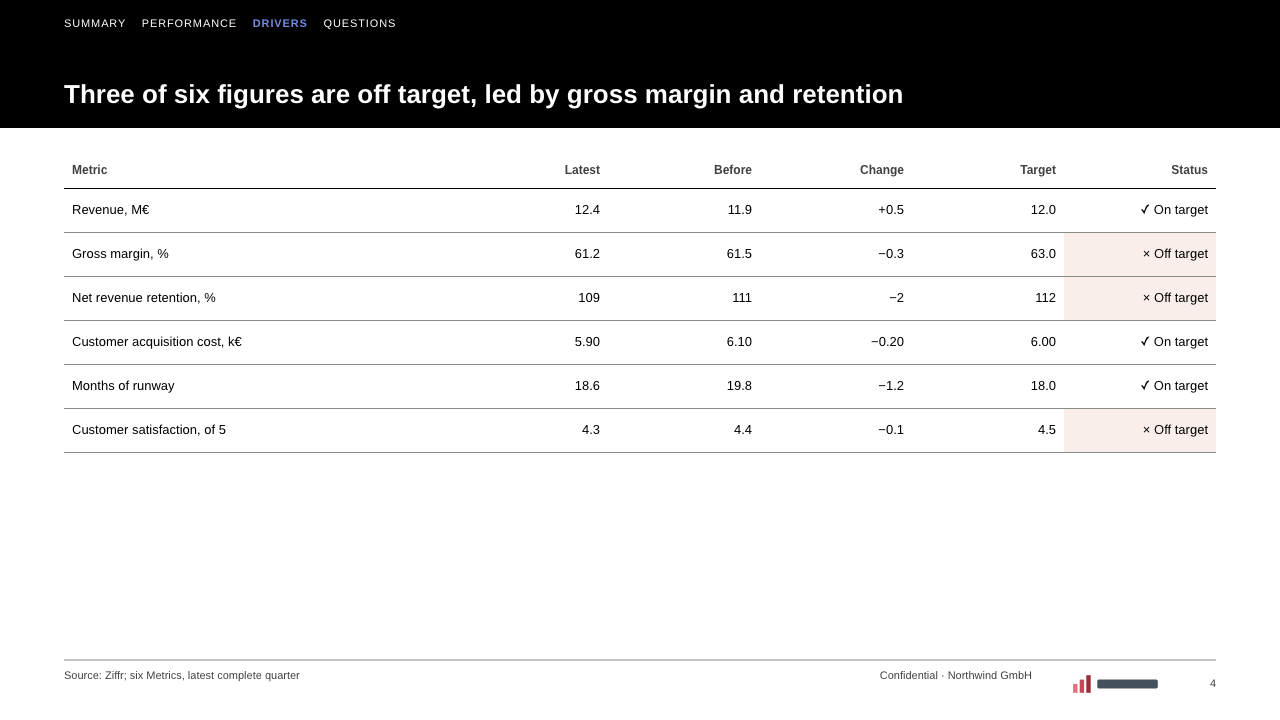 SUMMARY PERFORMANCE DRIVERS QUESTIONS
Three of six figures are off target, led by gross margin and retention
Metric Latest Before Change Target Status
Revenue, M€ 12.4 11.9 +0.5 12.0 ✓ On target
Gross margin, % 61.2 61.5 −0.3 63.0 × Off target
Net revenue retention, % 109 111 −2 112 × Off target
Customer acquisition cost, k€ 5.90 6.10 −0.20 6.00 ✓ On target
Months of runway 18.6 19.8 −1.2 18.0 ✓ On target
Customer satisfaction, of 5 4.3 4.4 −0.1 4.5 × Off target
Source: Ziffr; six Metrics, latest complete quarter Confidential · Northwind GmbH 4